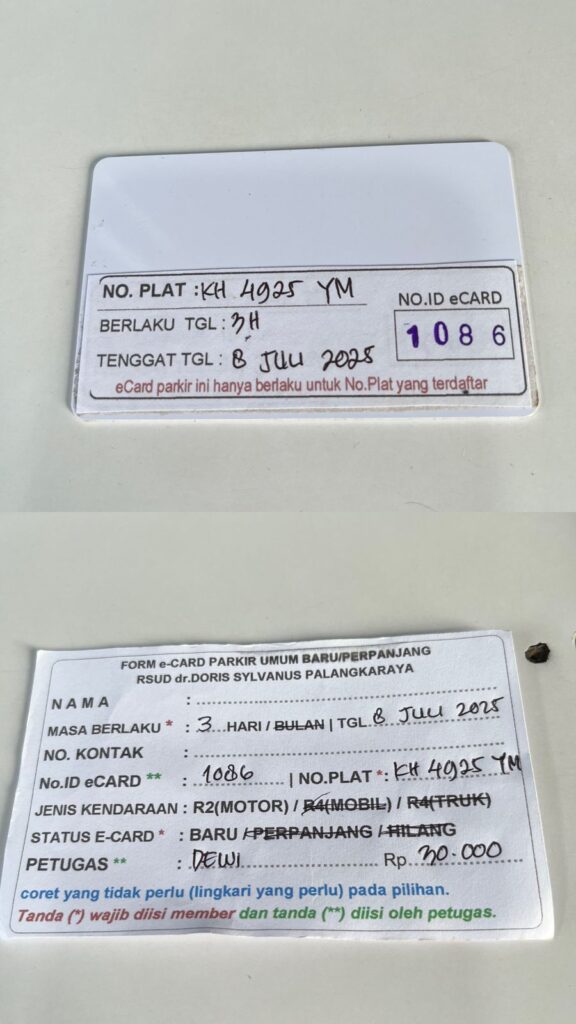 NO. PLAT : KH 4925 YM
BERLAKU TGL : 3H
TENGGAT TGL : 8 JULI 2025
NO.ID eCARD
1086
eCard parkir ini hanya berlaku untuk No.Plat yang terdaftar
FORM e-CARD PARKIR UMUM BARU/PERPANJANG
RSUD dr.DORIS SYLVANUS PALANGKARAYA
NAMA :
MASA BERLAKU * : 3 HARI / BULAN | TGL 8 JULI 2025
NO. KONTAK :
No.ID eCARD ** : 1086 | NO.PLAT *: KH 4925 YM
JENIS KENDARAAN : R2(MOTOR) / R4(MOBIL) / R4(TRUK)
STATUS E-CARD * : BARU / PERPANJANG / HILANG
PETUGAS ** : DEWI Rp 30.000
coret yang tidak perlu (lingkari yang perlu) pada pilihan.
Tanda (*) wajib diisi member dan tanda (**) diisi oleh petugas.